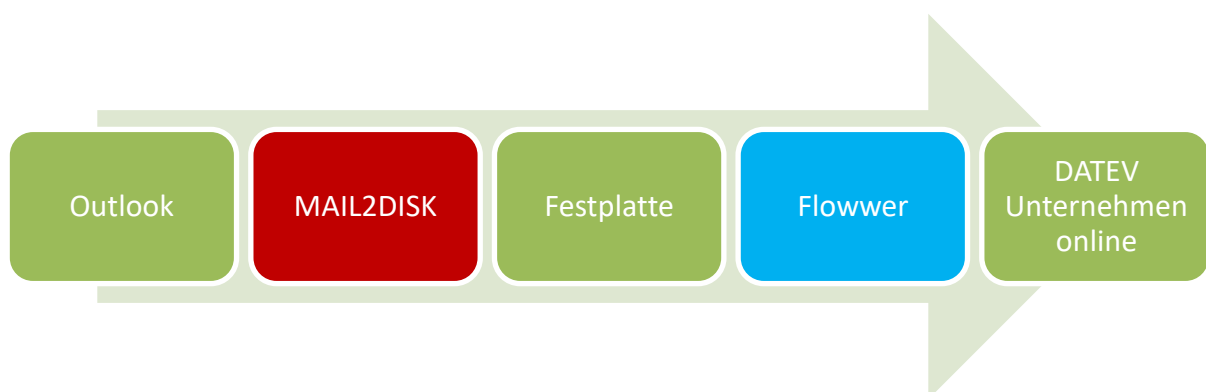 Outlook
MAIL2DISK
Festplatte
Flowwer
DATEV
Unternehmen
online